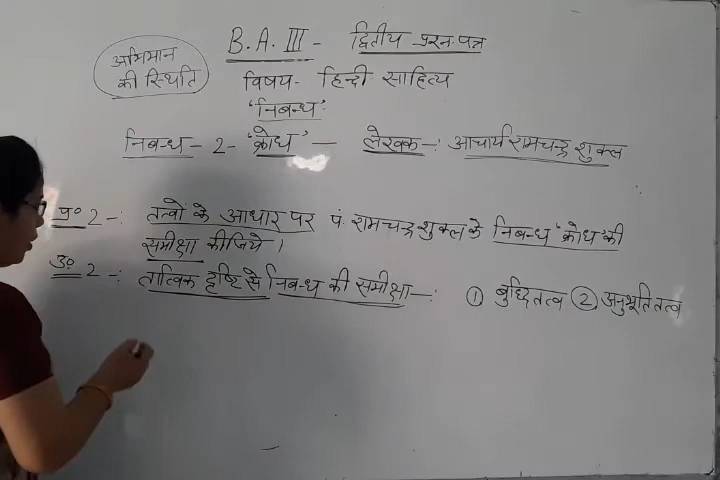 अभिमान
की स्थिति
B.A. III - द्वितीय प्रश्न-पत्र
विषय- हिन्दी साहित्य
'निबन्ध'
निबन्ध - 2 - 'क्रोध' - लेखक -: आचार्य रामचन्द्र शुक्ल
प्र० 2 -: तत्वों के आधार पर पं. रामचन्द्र शुक्ल के निबन्ध 'क्रोध' की
समीक्षा कीजिये।
उ० 2 -: तात्विक दृष्टि से निबन्ध की समीक्षा -: ① बुद्धितत्व ② अनुभूतितत्व